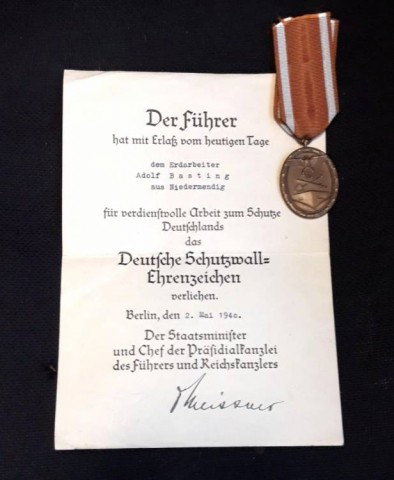 Der Führer
hat mit Erlaß vom heutigen Tage
dem Erdarbeiter
Adolf Basting
aus Niedermendig
für verdienstvolle Arbeit zum Schutze
Deutschlands
das
Deutsche Schutzwall=
Ehrenzeichen
verliehen.
Berlin, den 2. Mai 1940.
Der Staatsminister
und Chef der Präsidialkanzlei
des Führers und Reichskanzlers
Meissner